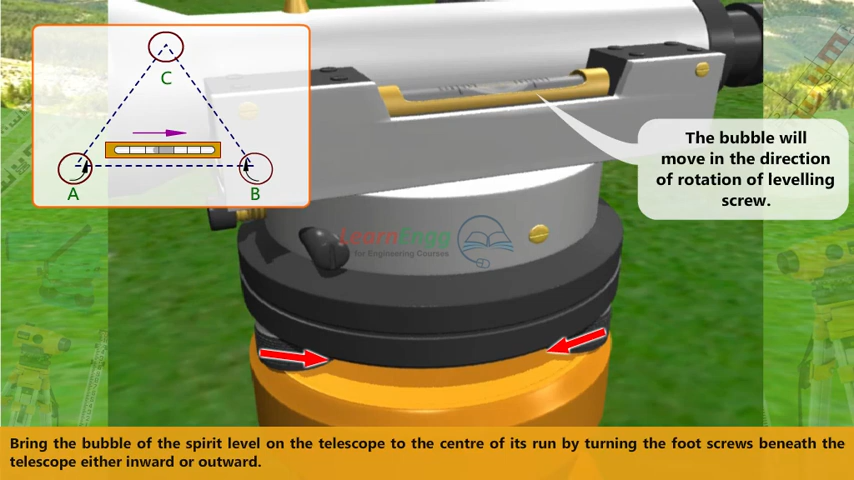 C
A
B
The bubble will
move in the direction
of rotation of levelling
screw.
LearnEngg
for Engineering Courses
Bring the bubble of the spirit level on the telescope to the centre of its run by turning the foot screws beneath the
telescope either inward or outward.